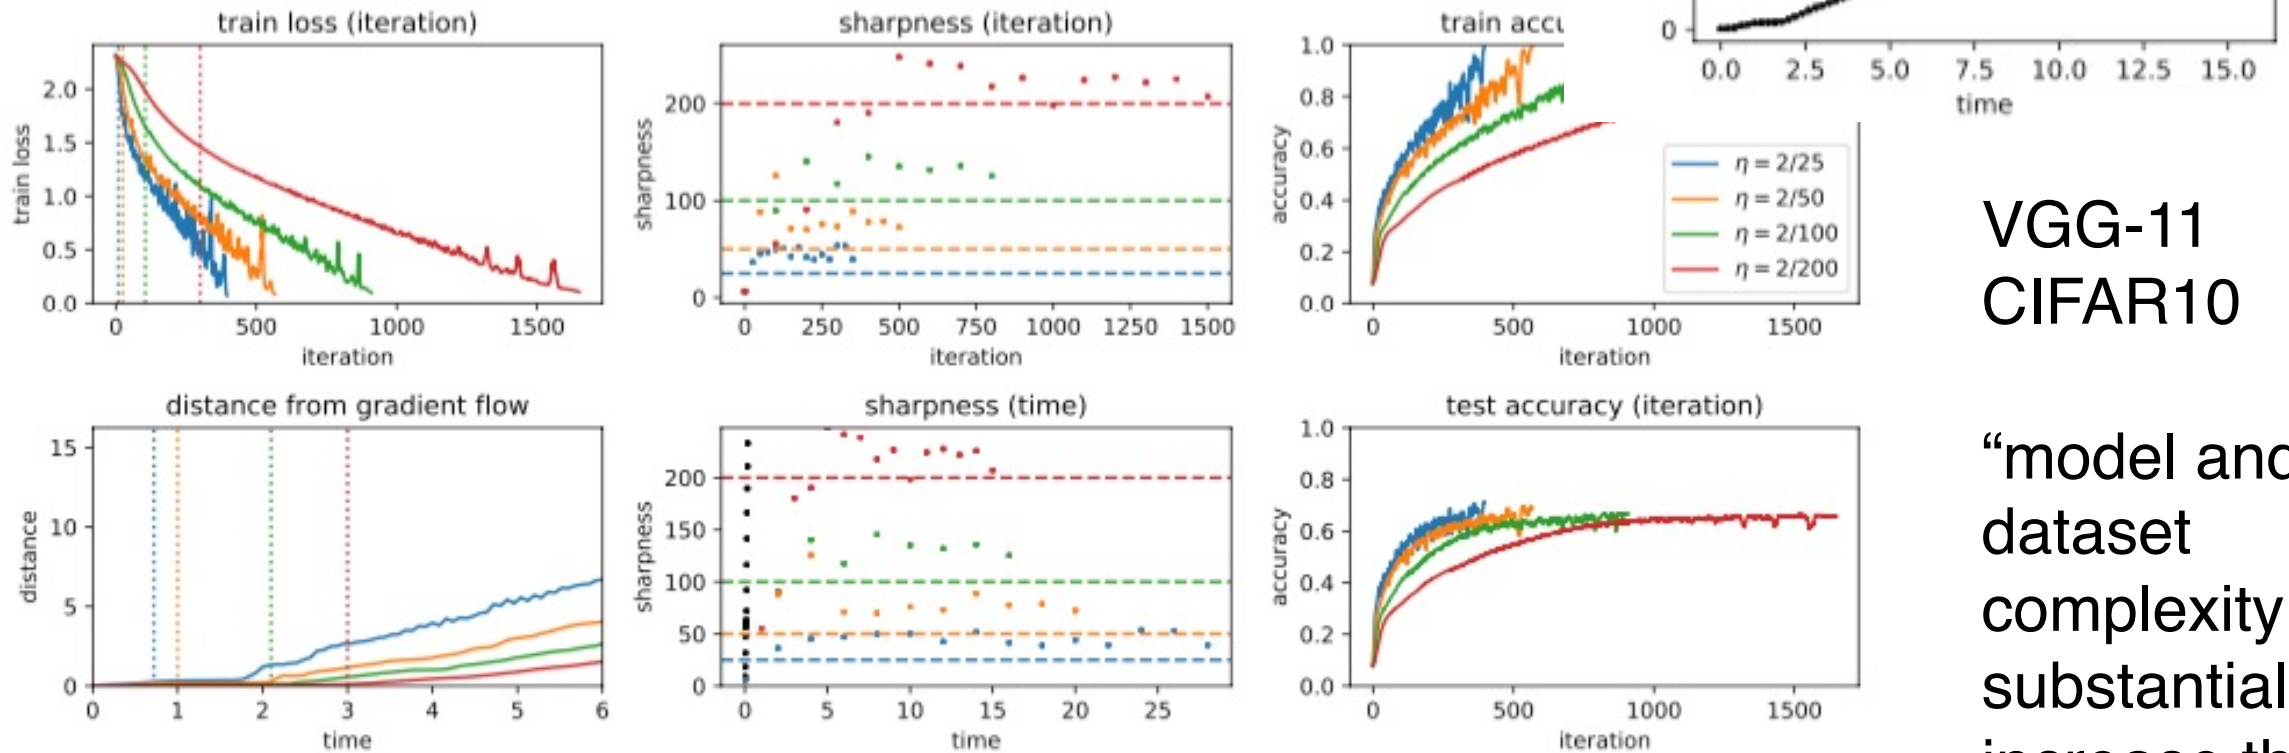 train loss (iteration)
2.0
1.5
1.0
0.5
0.0
train loss
0
500
1000
1500
iteration
sharpness (iteration)
200
100
0
sharpness
0
250
500
750
1000
1250
1500
iteration
train accu
1.0
0.8
0.6
0.4
0.2
0.0
accuracy
0
500
1000
1500
iteration
η = 2/25
η = 2/50
η = 2/100
η = 2/200
0
0.0
2.5
5.0
7.5
10.0
12.5
15.0
time
distance from gradient flow
15
10
5
0
distance
0
1
2
3
4
5
6
time
sharpness (time)
200
150
100
50
0
sharpness
0
5
10
15
20
25
time
test accuracy (iteration)
1.0
0.8
0.6
0.4
0.2
0.0
accuracy
0
500
1000
1500
iteration
VGG-11
CIFAR10
“model and
dataset
complexity
substantial